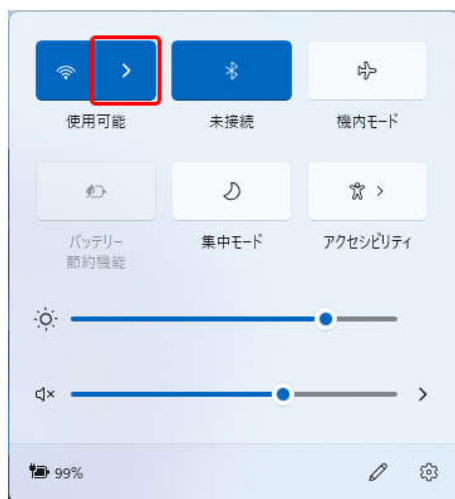 使用可能
未接続
機内モード
バッテリー
節約機能
集中モード
アクセシビリティ
99%